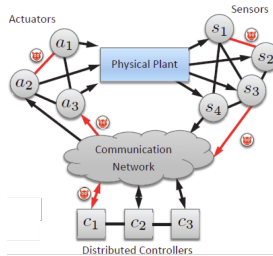 Sensors
Actuators
s1
a1
s2
Physical Plant
a2
s3
a3
s4
Communication
Network
c1 c2 c3
Distributed Controllers